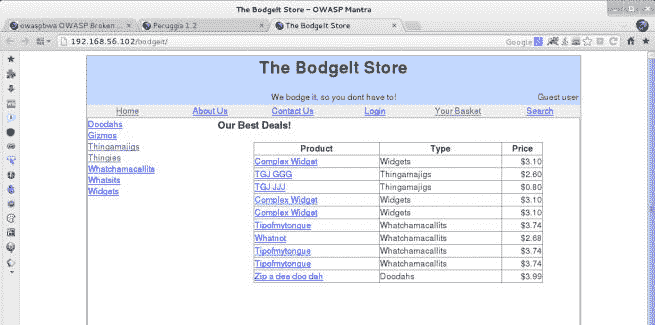 The BodgeIt Store – OWASP Mantra
owaspbwa OWASP Broken ...
Peruggia 1.2
The BodgeIt Store
192.168.56.102/bodgeit/
Google
The BodgeIt Store
We bodge it, so you dont have to!
Guest user
Home
About Us
Contact Us
Login
Your Basket
Search
Doodahs
Gizmos
Thingamajigs
Thingies
Whatchamacallits
Whatsits
Widgets
Our Best Deals!
Product Type Price
Complex Widget Widgets $3.10
TGJ GGG Thingamajigs $2.60
TGJ JJJ Thingamajigs $0.80
Complex Widget Widgets $3.10
Complex Widget Widgets $3.10
Tipofmytongue Whatchamacallits $3.74
Whatnot Whatchamacallits $2.68
Tipofmytongue Whatchamacallits $3.74
Tipofmytongue Whatchamacallits $3.74
Zip a dee doo dah Doodahs $3.99